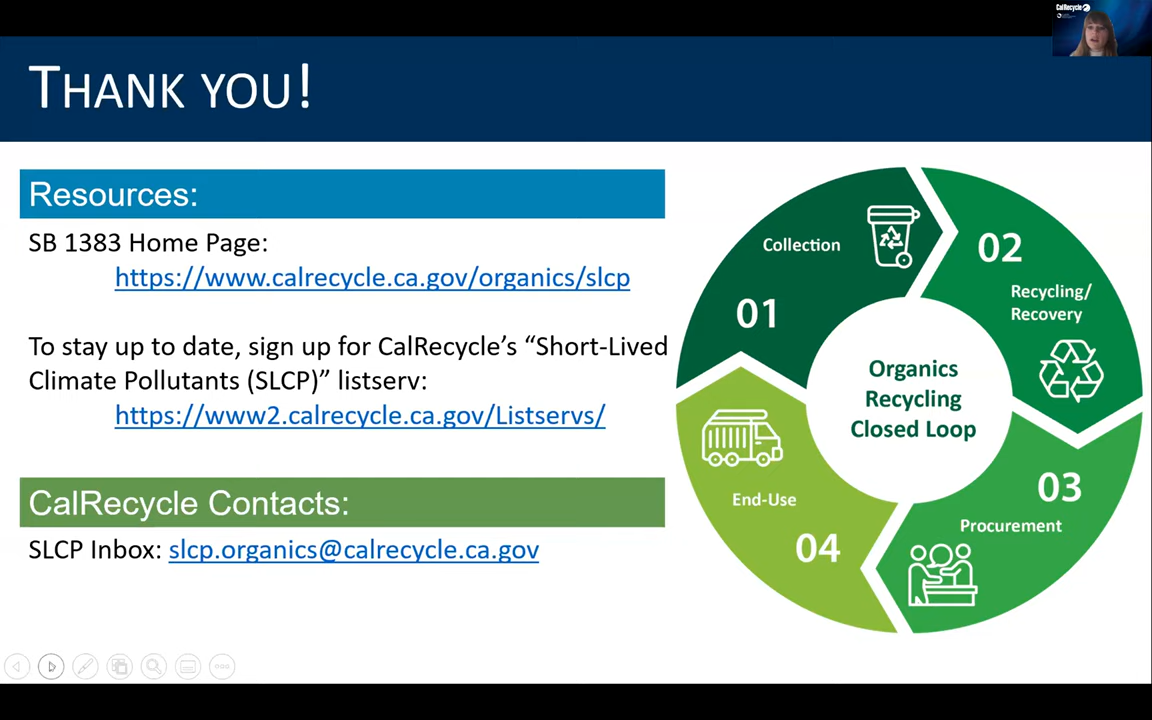 CalRecycle
THANK YOU!
Resources:
SB 1383 Home Page:
https://www.calrecycle.ca.gov/organics/slcp
To stay up to date, sign up for CalRecycle’s “Short-Lived
Climate Pollutants (SLCP)” listserv:
https://www2.calrecycle.ca.gov/Listservs/
CalRecycle Contacts:
SLCP Inbox: slcp.organics@calrecycle.ca.gov
Collection
01
02
Recycling/
Recovery
Organics
Recycling
Closed Loop
03
Procurement
End-Use
04